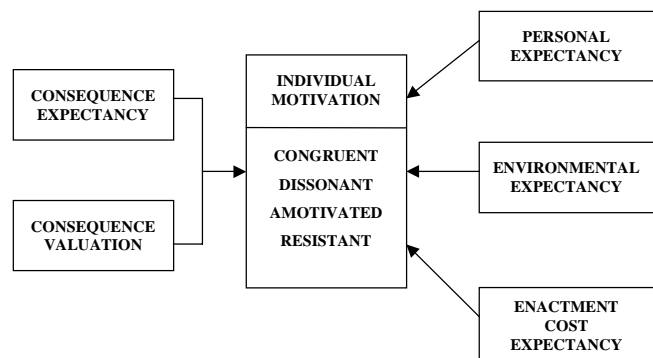 CONSEQUENCE
EXPECTANCY
CONSEQUENCE
VALUATION
INDIVIDUAL
MOTIVATION
CONGRUENT
DISSONANT
AMOTIVATED
RESISTANT
PERSONAL
EXPECTANCY
ENVIRONMENTAL
EXPECTANCY
ENACTMENT
COST
EXPECTANCY